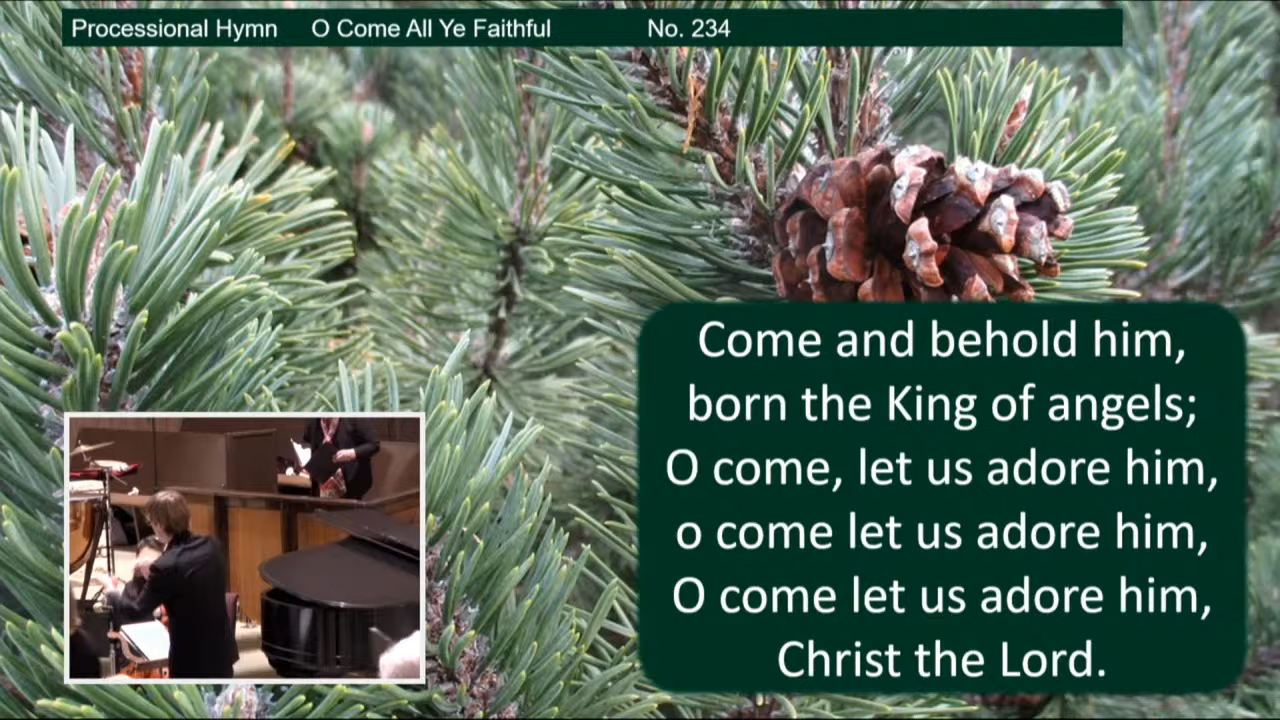 Processional Hymn O Come All Ye Faithful No. 234
Come and behold him,
born the King of angels;
O come, let us adore him,
o come let us adore him,
O come let us adore him,
Christ the Lord.